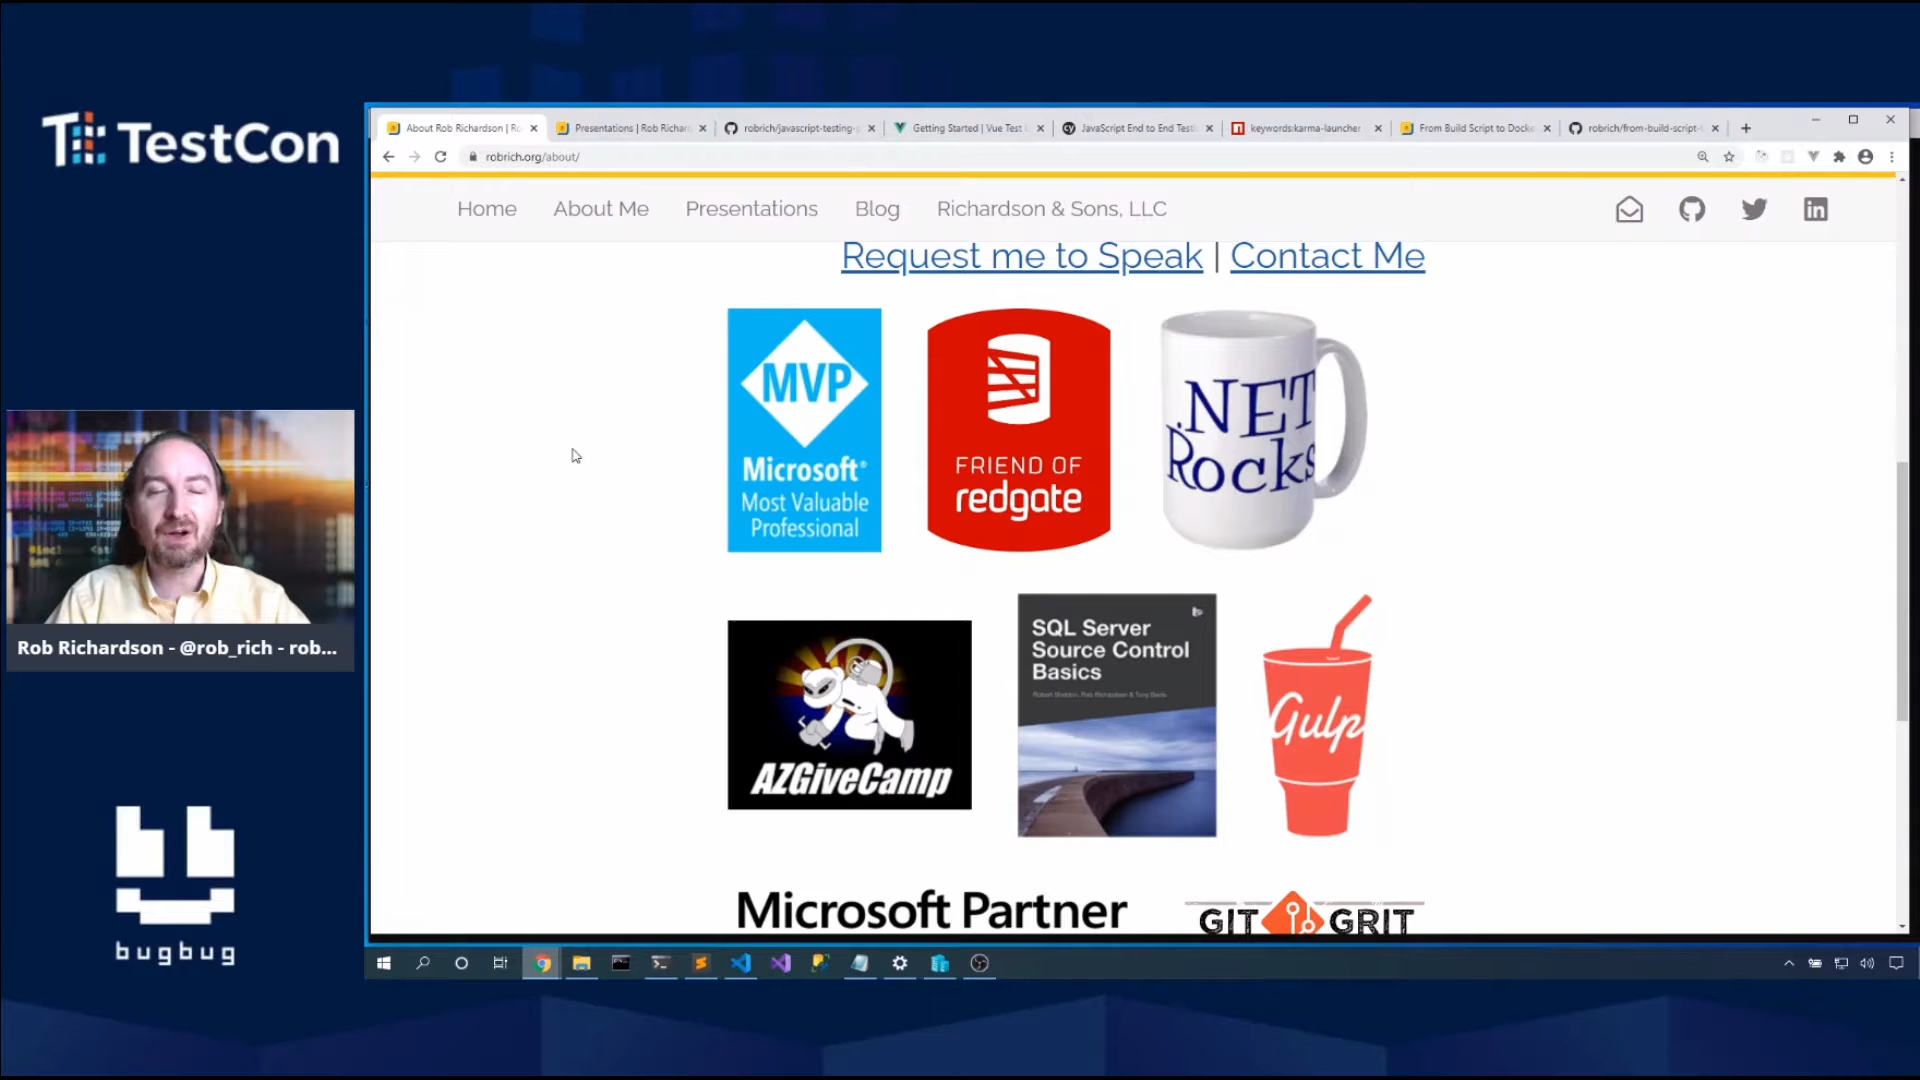 TestCon
About Rob Richardson | Ro
Presentations | Rob Richar
robrich/javascript-testing-
Getting Started | Vue Test
JavaScript End to End Testi
keywords:karma-launcher
From Build Script to Docke
robrich/from-build-script-
robrich.org/about/
Home
About Me
Presentations
Blog
Richardson & Sons, LLC
Request me to Speak | Contact Me
MVP
Microsoft®
Most Valuable
Professional
FRIEND OF
redgate
.NET
Rocks
AZGiveCamp
SQL Server
Source Control
Basics
Gulp
Microsoft Partner
GIT GRIT
Rob Richardson - @rob_rich - rob...
bugbug